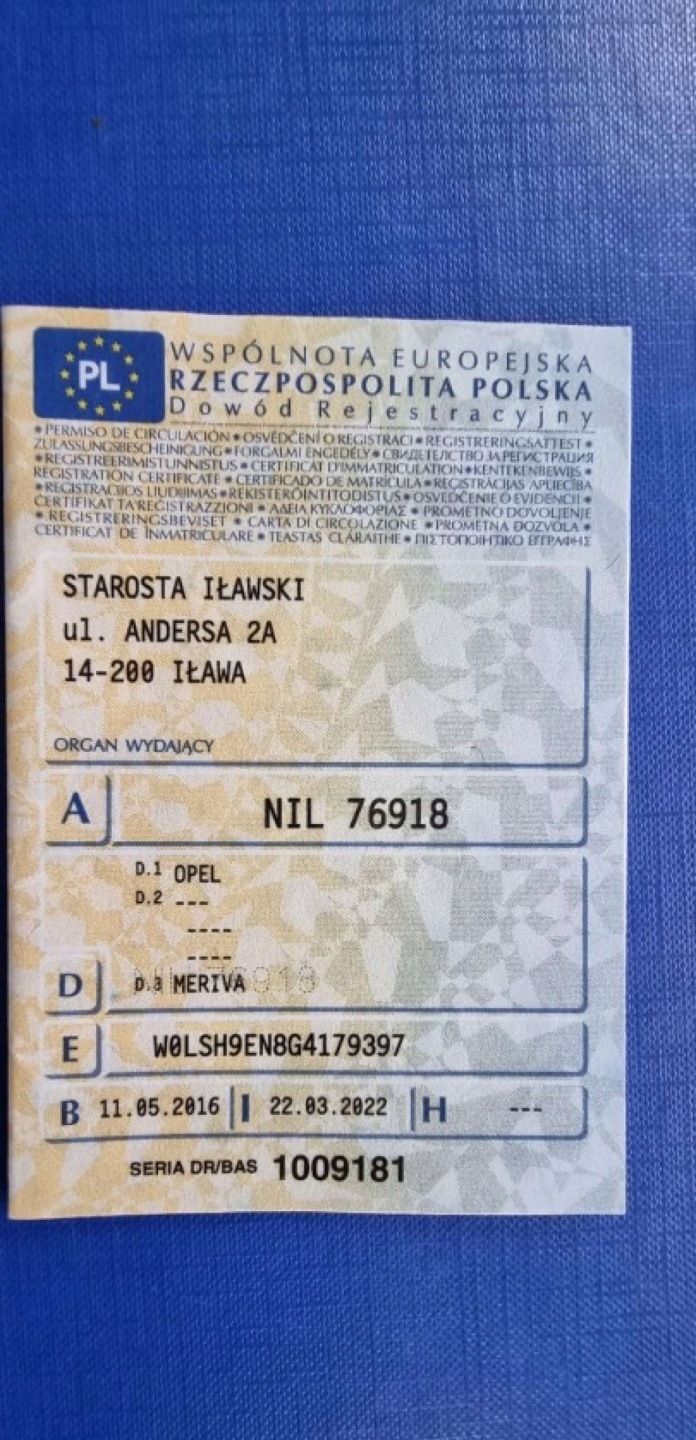 PL
WSPÓLNOTA EUROPEJSKA
RZECZPOSPOLITA POLSKA
Dowód Rejestracyjny
* PERMISO DE CIRCULACIÓN * OSVĚDČENÍ O REGISTRACI * REGISTRERINGSATTEST *
ZULASSUNGSBESCHEINIGUNG * FORGALMI ENGEDÉLY * СВИДЕТЕЛСТВО ЗА РЕГИСТРАЦИЯ
* REGISTREERIMISTUNNISTUS * CERTIFICAT D'IMMATRICULATION * KENTEKENBEWIJS *
REGISTRATION CERTIFICATE * CERTIFICADO DE MATRÍCULA * REĢISTRĀCIJAS APLIECĪBA
* REGISTRACIJOS LIUDIJIMAS * REKISTERÖINTITODISTUS * OSVEDČENIE O EVIDENCII *
ĊERTIFIKAT TA'REĠISTRAZZJONI * ΑΔΕΙΑ ΚΥΚΛΟΦΟΡΙΑΣ * PROMETNO DOVOLJENJE
* REGISTRERINGSBEVISET * CARTA DI CIRCOLAZIONE * PROMETNA DOZVOLA *
CERTIFICAT DE ÎNMATRICULARE * TEASTAS CLÁRAITHE * ΠΙΣΤΟΠΟΙΗΤΙΚΟ ΕΓΓΡΑΦΗΣ
STAROSTA IŁAWSKI
ul. ANDERSA 2A
14-200 IŁAWA
ORGAN WYDAJĄCY
A NIL 76918
D.1 OPEL
D.2 ---
----
----
D D.3 MERIVA
NIL 76918
E W0LSH9EN8G4179397
B 11.05.2016 I 22.03.2022 H ---
SERIA DR/BAS 1009181